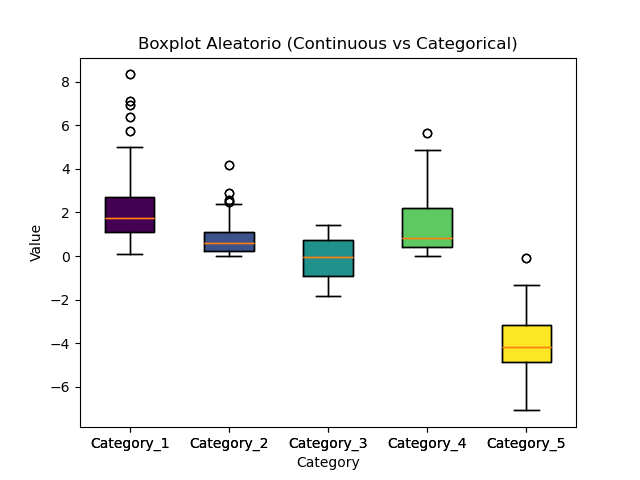 Boxplot Aleatorio (Continuous vs Categorical)
Value
8
6
4
2
0
−2
−4
−6
Category_1 Category_2 Category_3 Category_4 Category_5
Category